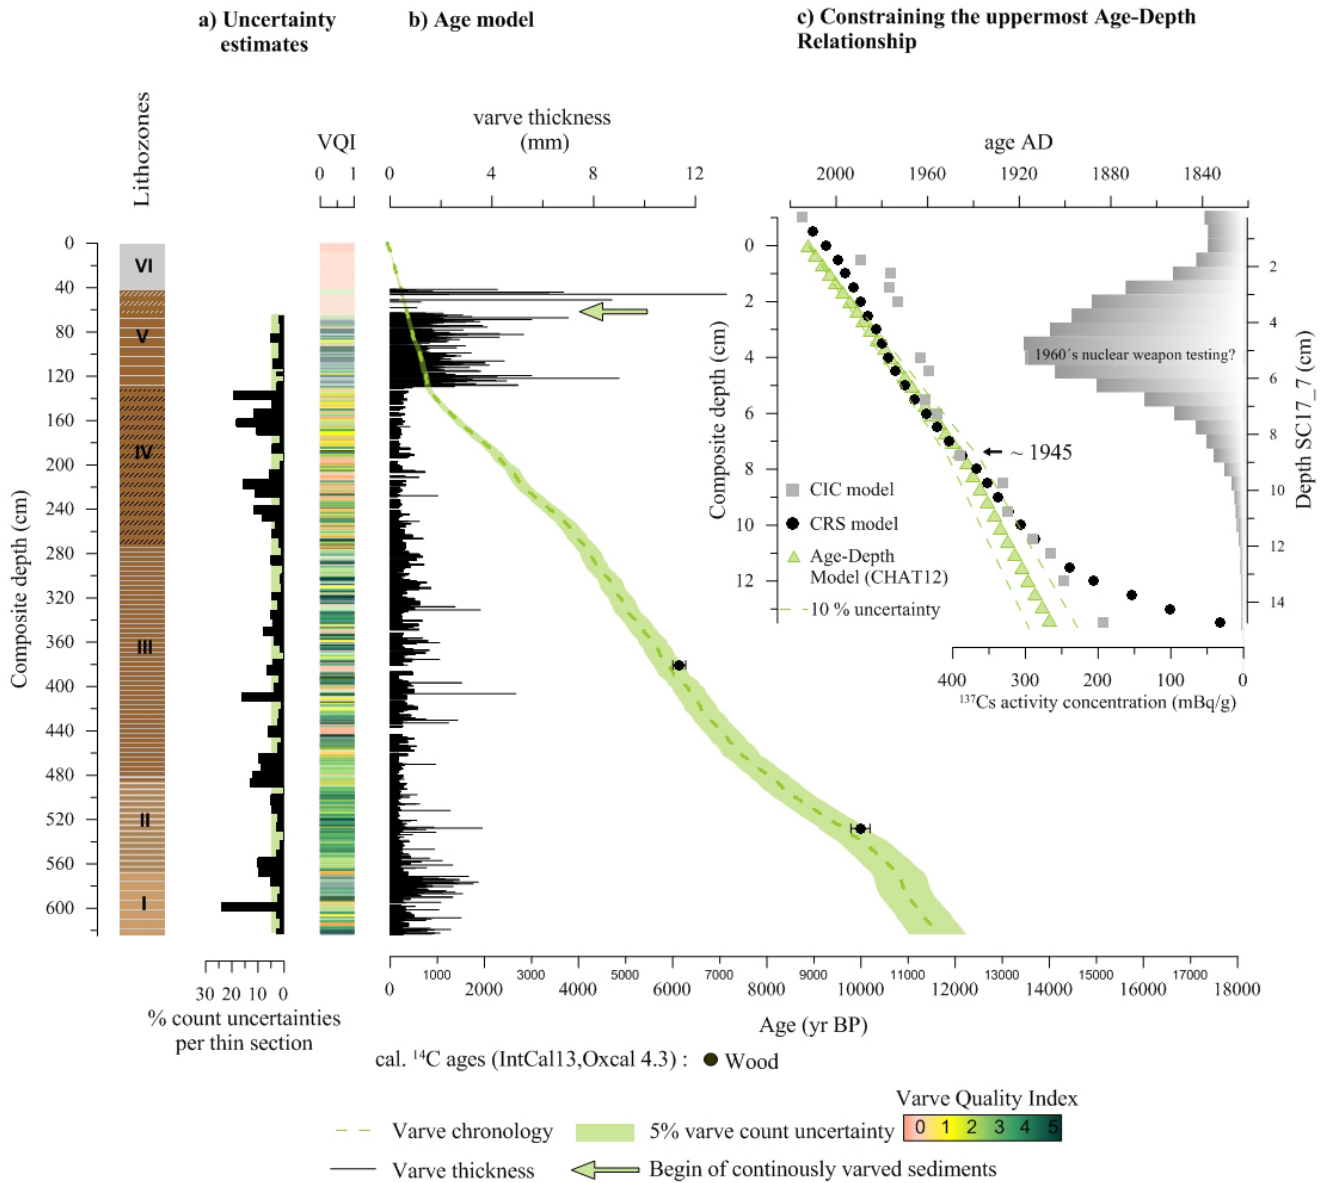 a) Uncertainty
estimates
b) Age model
c) Constraining the uppermost Age-Depth
Relationship
Lithozones
VQI
0 1
varve thickness
(mm)
0 4 8 12
age AD
2000 1960 1920 1880 1840
Composite depth (cm)
0
40
80
120
160
200
240
280
320
360
400
440
480
520
560
600
VI
V
IV
III
II
I
30 20 10 0
% count uncertainties
per thin section
Composite depth (cm)
0
2
4
6
8
10
12
1960´s nuclear weapon testing?
~ 1945
CIC model
CRS model
Age-Depth
Model (CHAT12)
10 % uncertainty
Depth SC17_7 (cm)
2
4
6
8
10
12
14
400 300 200 100 0
137Cs activity concentration (mBq/g)
1000 3000 5000 7000 9000 11000 13000 15000 17000
0 2000 4000 6000 8000 10000 12000 14000 16000 18000
Age (yr BP)
cal. 14C ages (IntCal13,Oxcal 4.3) : Wood
Varve Quality Index
0 1 2 3 4 5
Varve chronology
5% varve count uncertainty
Varve thickness
Begin of continously varved sediments